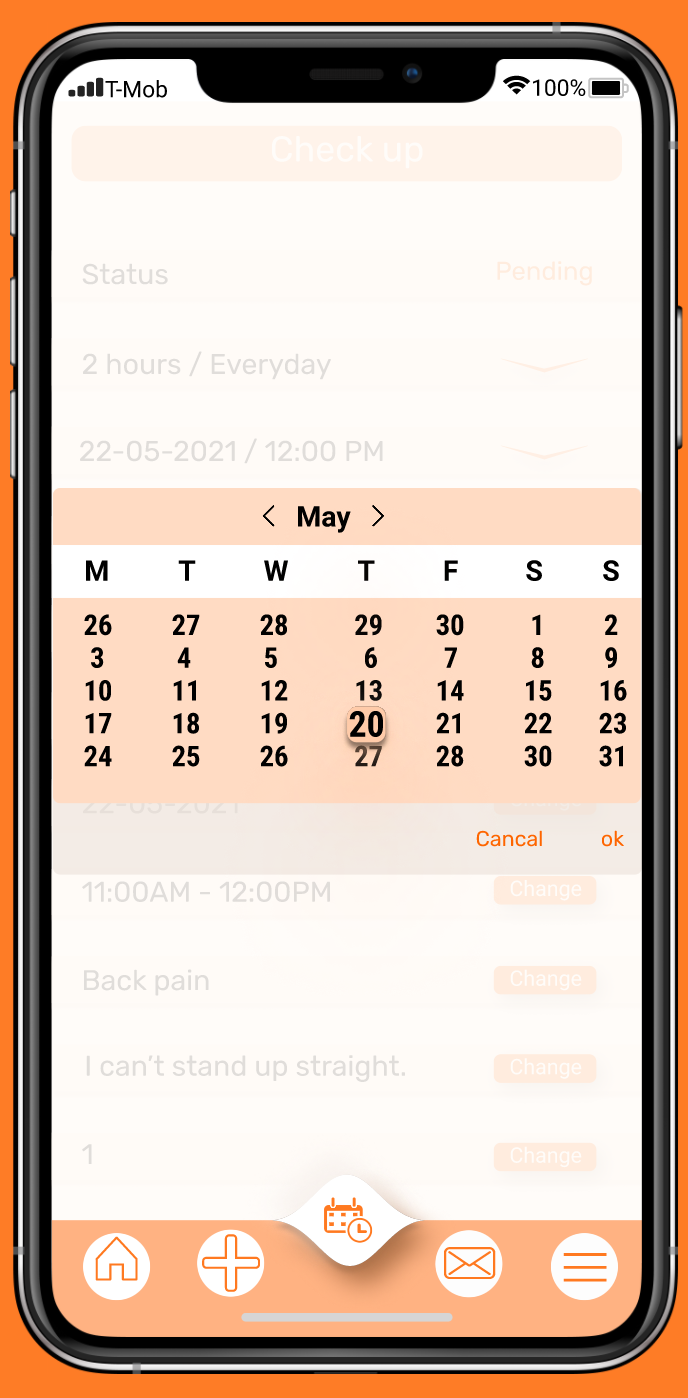 T-Mob 100%
Check up
Status Pending
2 hours / Everyday
22-05-2021 / 12:00 PM
< May >
M T W T F S S
26 27 28 29 30 1 2
3 4 5 6 7 8 9
10 11 12 13 14 15 16
17 18 19 20 21 22 23
24 25 26 27 28 30 31
22-05-2021 Change
Cancal ok
11:00AM - 12:00PM Change
Back pain Change
I can't stand up straight. Change
1 Change